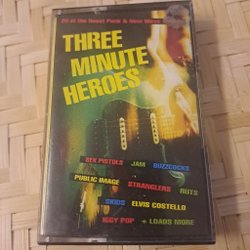 20 of the finest Punk & New Wave
THREE
MINUTE
HEROES
SEX PISTOLS JAM BUZZCOCKS
PUBLIC IMAGE STRANGLERS RUTS
SKIDS ELVIS COSTELLO
IGGY POP + LOADS MORE